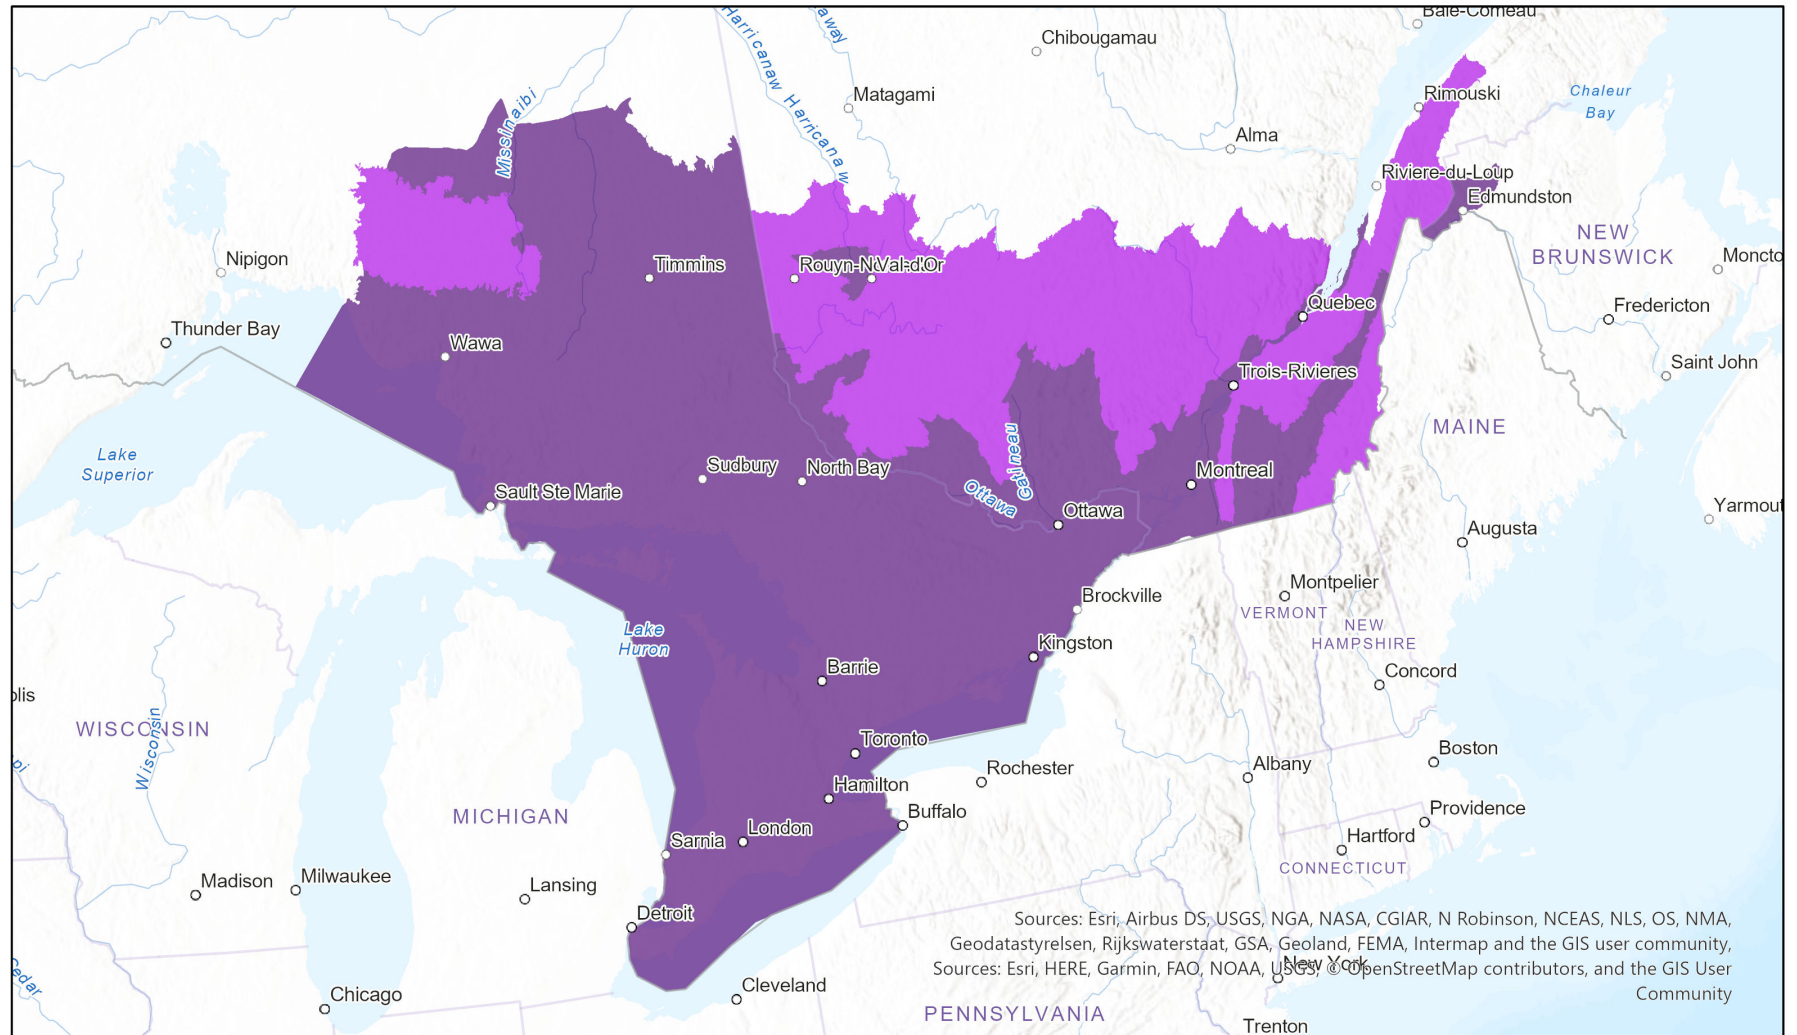 Baie-Comeau
away
Harricanaw
Harricanaw
Chibougamau
Matagami
Missinaibi
Rimouski
Chaleur
Bay
Alma
Riviere-du-Loup
Edmundston
NEW
BRUNSWICK
Nipigon
Timmins
Rouyn-N
Val-d'Or
Moncto
Quebec
Fredericton
Thunder Bay
Wawa
Trois-Rivieres
Saint John
MAINE
Lake
Superior
Sudbury
North Bay
Gatineau
Montreal
Sault Ste Marie
Ottawa
Ottawa
Yarmout
Augusta
Brockville
Montpelier
VERMONT
NEW
HAMPSHIRE
Lake
Huron
Kingston
Barrie
Concord
olis
WISCONSIN
Wisconsin
Toronto
Boston
pi
Rochester
Albany
Hamilton
MICHIGAN
Buffalo
Providence
London
Sarnia
Hartford
CONNECTICUT
Madison
Milwaukee
Lansing
Detroit
Sources: Esri, Airbus DS, USGS, NGA, NASA, CGIAR, N Robinson, NCEAS, NLS, OS, NMA,
Geodatastyrelsen, Rijkswaterstaat, GSA, Geoland, FEMA, Intermap and the GIS user community,
Sources: Esri, HERE, Garmin, FAO, NOAA, USGS, © OpenStreetMap contributors, and the GIS User
Community
New York
Cedar
Chicago
Cleveland
PENNSYLVANIA
Trenton